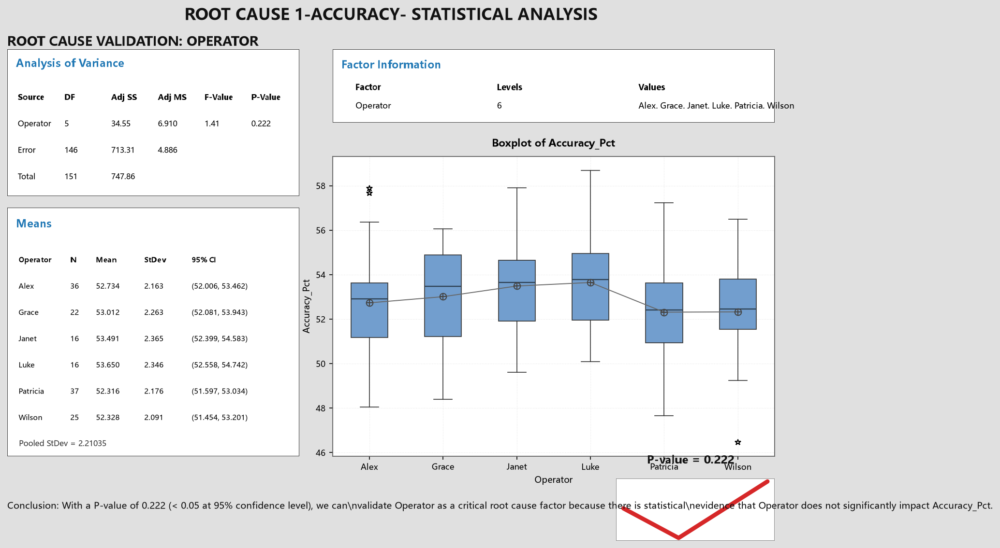 ROOT CAUSE 1-ACCURACY- STATISTICAL ANALYSIS
ROOT CAUSE VALIDATION: OPERATOR
Analysis of Variance
Source DF Adj SS Adj MS F-Value P-Value
Operator 5 34.55 6.910 1.41 0.222
Error 146 713.31 4.886
Total 151 747.86
Factor Information
Factor Levels Values
Operator 6 Alex. Grace. Janet. Luke. Patricia. Wilson
Means
Operator N Mean StDev 95% CI
Alex 36 52.734 2.163 (52.006, 53.462)
Grace 22 53.012 2.263 (52.081, 53.943)
Janet 16 53.491 2.365 (52.399, 54.583)
Luke 16 53.650 2.346 (52.558, 54.742)
Patricia 37 52.316 2.176 (51.597, 53.034)
Wilson 25 52.328 2.091 (51.454, 53.201)
Pooled StDev = 2.21035
Boxplot of Accuracy_Pct
Accuracy_Pct
58
56
54
52
50
48
46
P-value = 0.222
Alex Grace Janet Luke Patricia Wilson
Operator
Conclusion: With a P-value of 0.222 (< 0.05 at 95% confidence level), we can\nvalidate Operator as a critical root cause factor because there is statistical\nevidence that Operator does not significantly impact Accuracy_Pct.